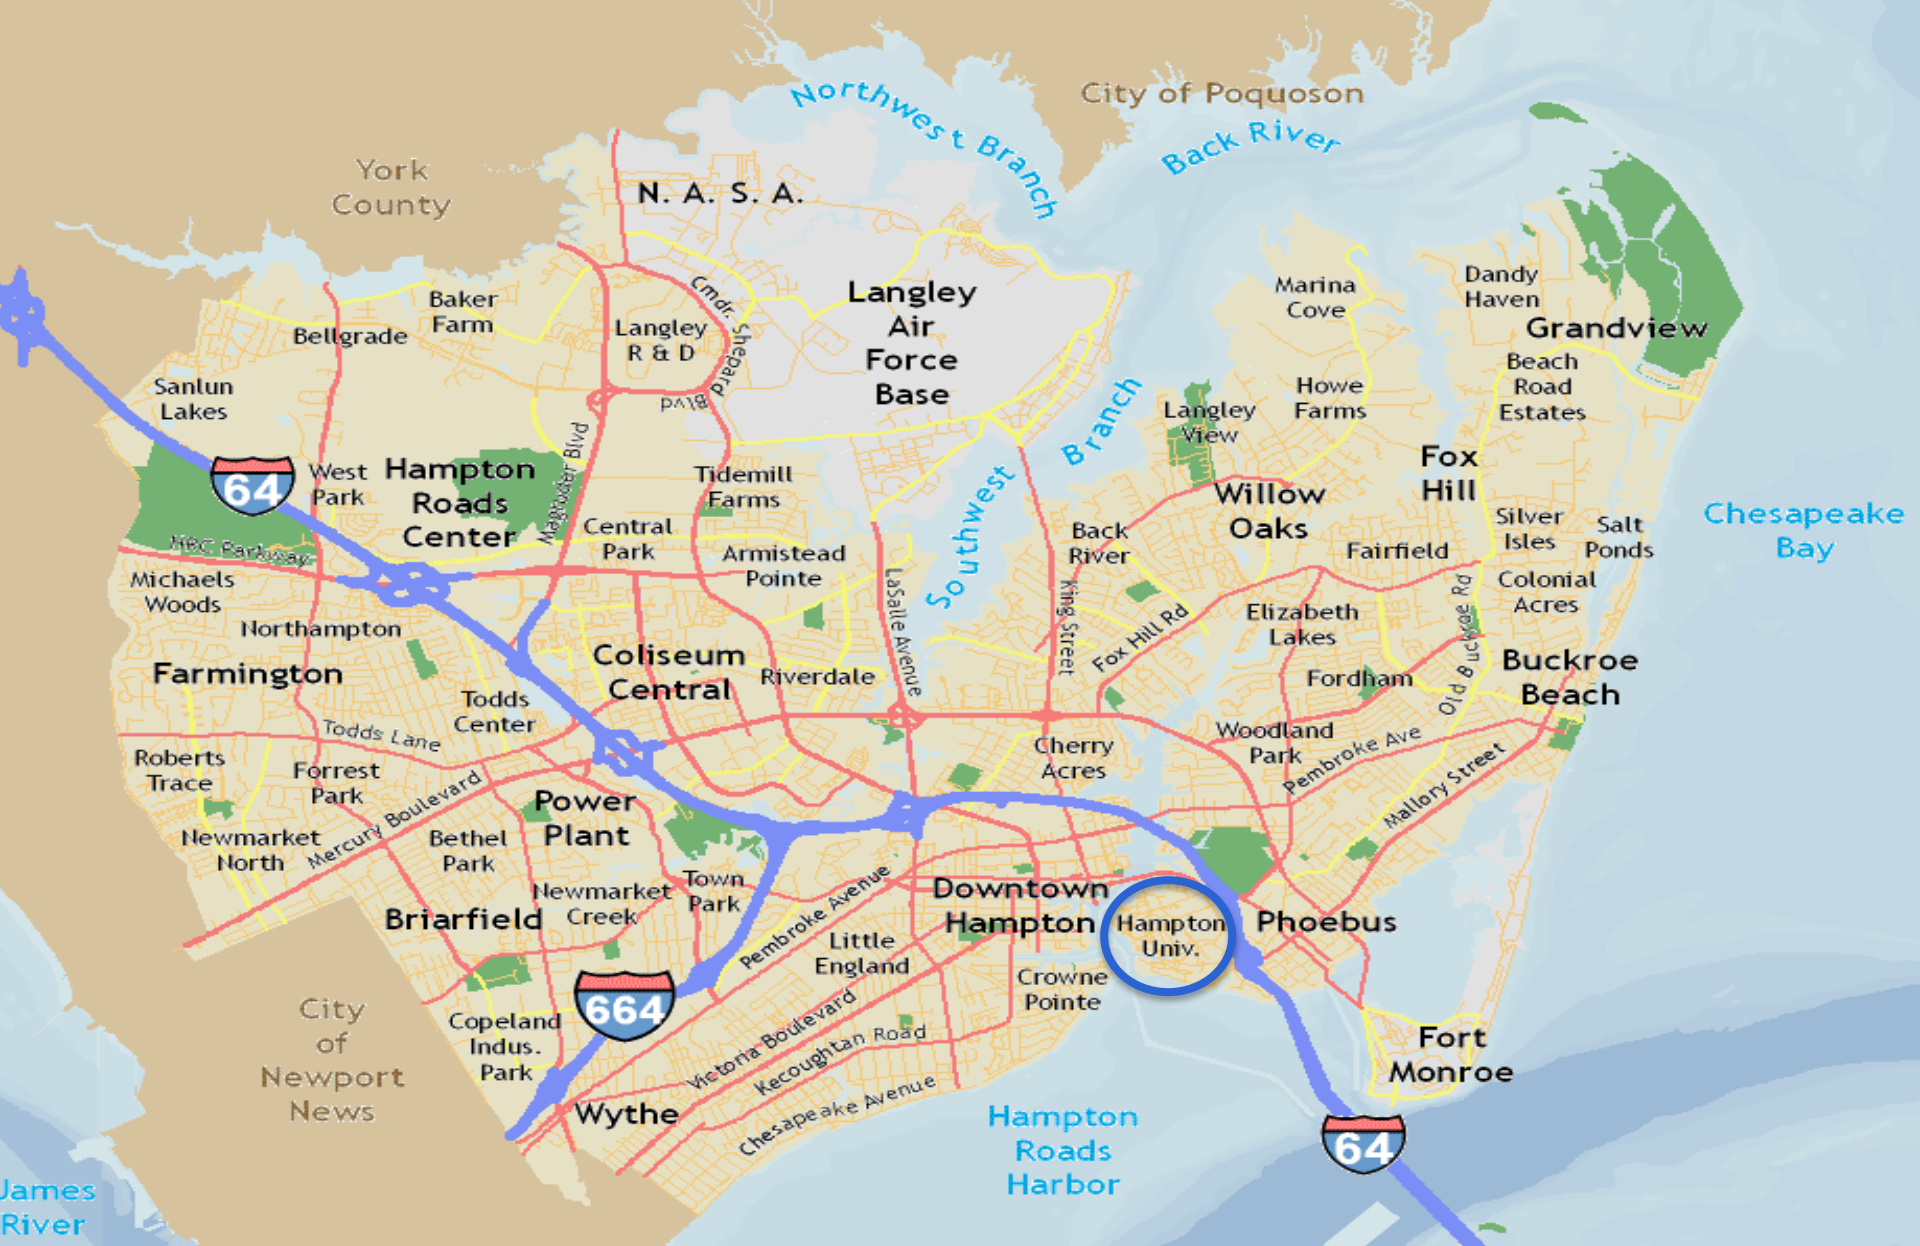 City of Poquoson
Northwest Branch
Back River
York
County
N. A. S. A.
Langley
Air
Force
Base
Cmdr. Shepard
Blvd
Marina
Cove
Dandy
Haven
Grandview
Baker
Farm
Bellgrade
Langley
R & D
Beach
Road
Estates
Sanlun
Lakes
Howe
Farms
Langley
View
Southwest Branch
64
West
Park
Hampton
Roads
Center
Magruder Blvd
Tidemill
Farms
Fox
Hill
Willow
Oaks
Central
Park
Back
River
Silver
Isles
Salt
Ponds
Chesapeake
Bay
HRC Parkway
Fairfield
Armistead
Pointe
Michaels
Woods
LaSalle Avenue
King Street
Fox Hill Rd
Elizabeth
Lakes
Old Buckroe Rd
Colonial
Acres
Northampton
Farmington
Coliseum
Central
Riverdale
Fordham
Buckroe
Beach
Todds
Center
Todds Lane
Woodland
Park
Pembroke Ave
Cherry
Acres
Mallory Street
Roberts
Trace
Forrest
Park
Mercury Boulevard
Power
Plant
Newmarket
North
Bethel
Park
Newmarket
Creek
Town
Park
Pembroke Avenue
Downtown
Hampton
Hampton
Univ.
Phoebus
Briarfield
Little
England
Crowne
Pointe
664
City
of
Newport
News
Copeland
Indus.
Park
Victoria Boulevard
Kecoughtan Road
Chesapeake Avenue
Wythe
Fort
Monroe
Hampton
Roads
Harbor
64
James
River